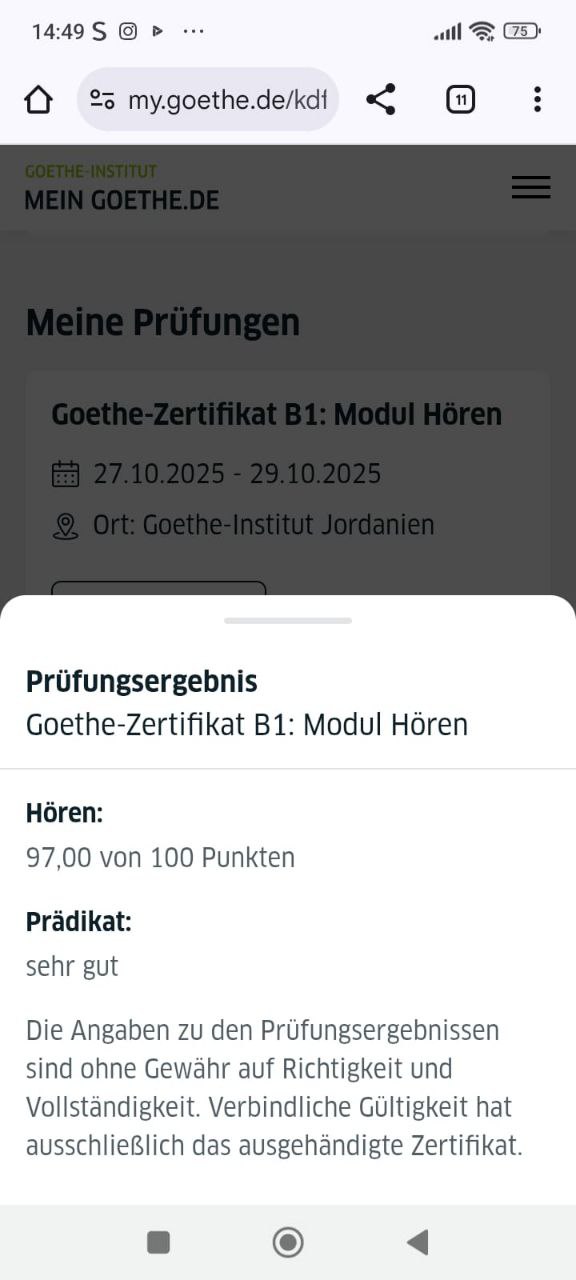 14:49
75
my.goethe.de/kdf
11
GOETHE-INSTITUT
MEIN GOETHE.DE
Meine Prüfungen
Goethe-Zertifikat B1: Modul Hören
27.10.2025 - 29.10.2025
Ort: Goethe-Institut Jordanien
Prüfungsergebnis
Goethe-Zertifikat B1: Modul Hören
Hören:
97,00 von 100 Punkten
Prädikat:
sehr gut
Die Angaben zu den Prüfungsergebnissen
sind ohne Gewähr auf Richtigkeit und
Vollständigkeit. Verbindliche Gültigkeit hat
ausschließlich das ausgehändigte Zertifikat.